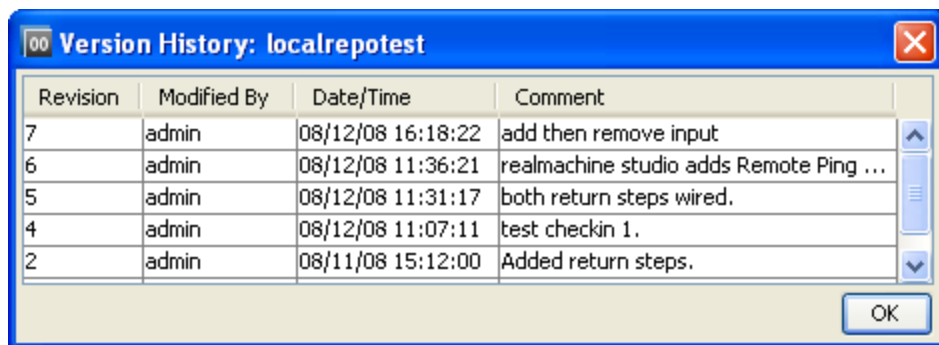 00 Version History: localrepotest
Revision Modified By Date/Time Comment
7 admin 08/12/08 16:18:22 add then remove input
6 admin 08/12/08 11:36:21 realmachine studio adds Remote Ping ...
5 admin 08/12/08 11:31:17 both return steps wired.
4 admin 08/12/08 11:07:11 test checkin 1.
2 admin 08/11/08 15:12:00 Added return steps.
OK